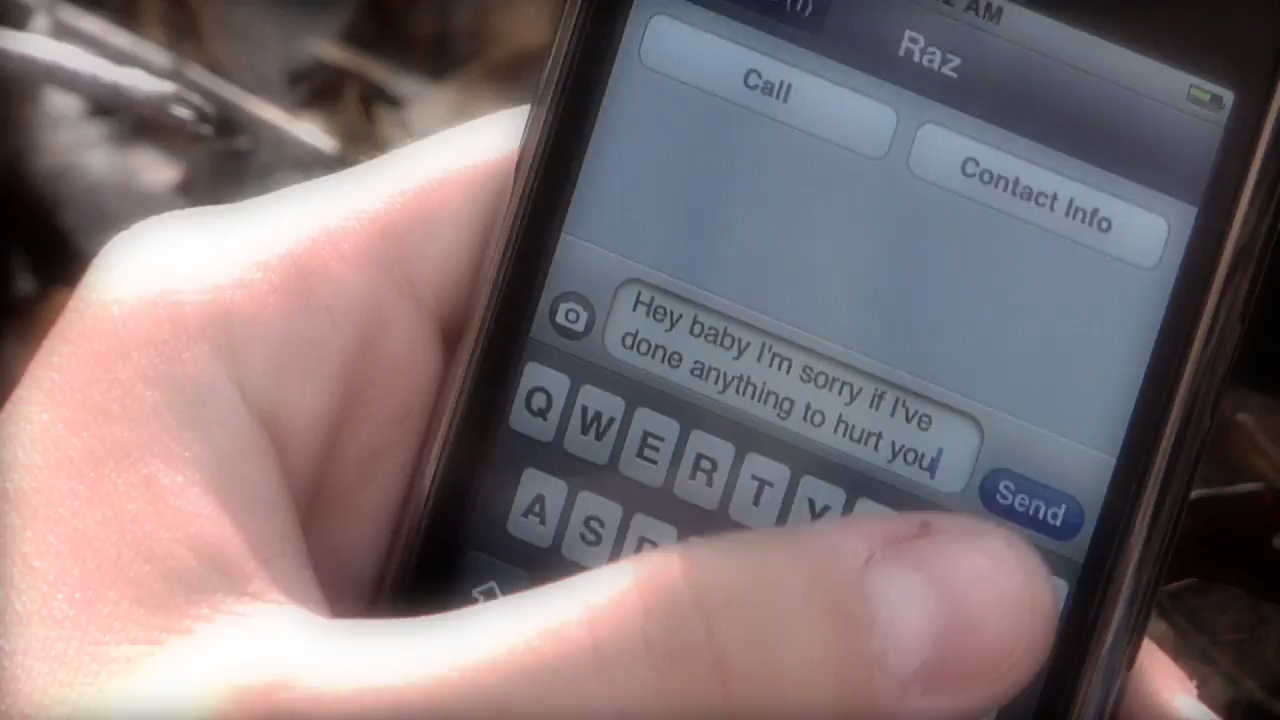 AM
Raz
Call
Contact Info
Hey baby I'm sorry if I've
done anything to hurt you
Send
Q W E R T Y
A S